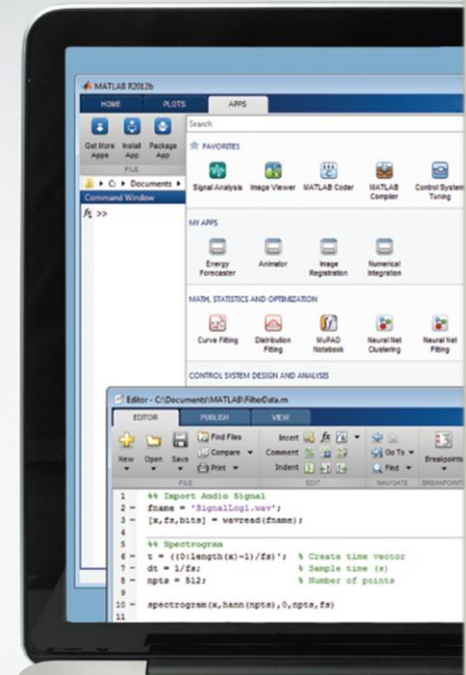 MATLAB R2012b
HOME PLOTS APPS
Search
Get More Apps
Install App
Package App
FILE
FAVORITES
Signal Analysis Image Viewer MATLAB Coder MATLAB Compiler Control System Tuning
C: Documents
Command Window
fx >>
MY APPS
Energy Forecaster Animator Image Registration Numerical Integration
MATH, STATISTICS AND OPTIMIZATION
Curve Fitting Distribution Fitting MuPAD Notebook Neural Net Clustering Neural Net Fitting
CONTROL SYSTEM DESIGN AND ANALYSIS
Editor - C:\Documents\MATLAB\FilterData.m
EDITOR PUBLISH VIEW
New Open Save
Find Files
Compare
Print
Insert fx
Comment
Indent
Go To
Find
Breakpoints
FILE EDIT NAVIGATE BREAKPOINTS
1 %% Import Audio Signal
2 - fname = 'SignalLog1.wav';
3 - [x,fs,bits] = wavread(fname);
4
5 %% Spectrogram
6 - t = ((0:length(x)-1)/fs)'; % Create time vector
7 - dt = 1/fs; % Sample time (s)
8 - npts = 512; % Number of points
9
10 - spectrogram(x,hann(npts),0,npts,fs)
11